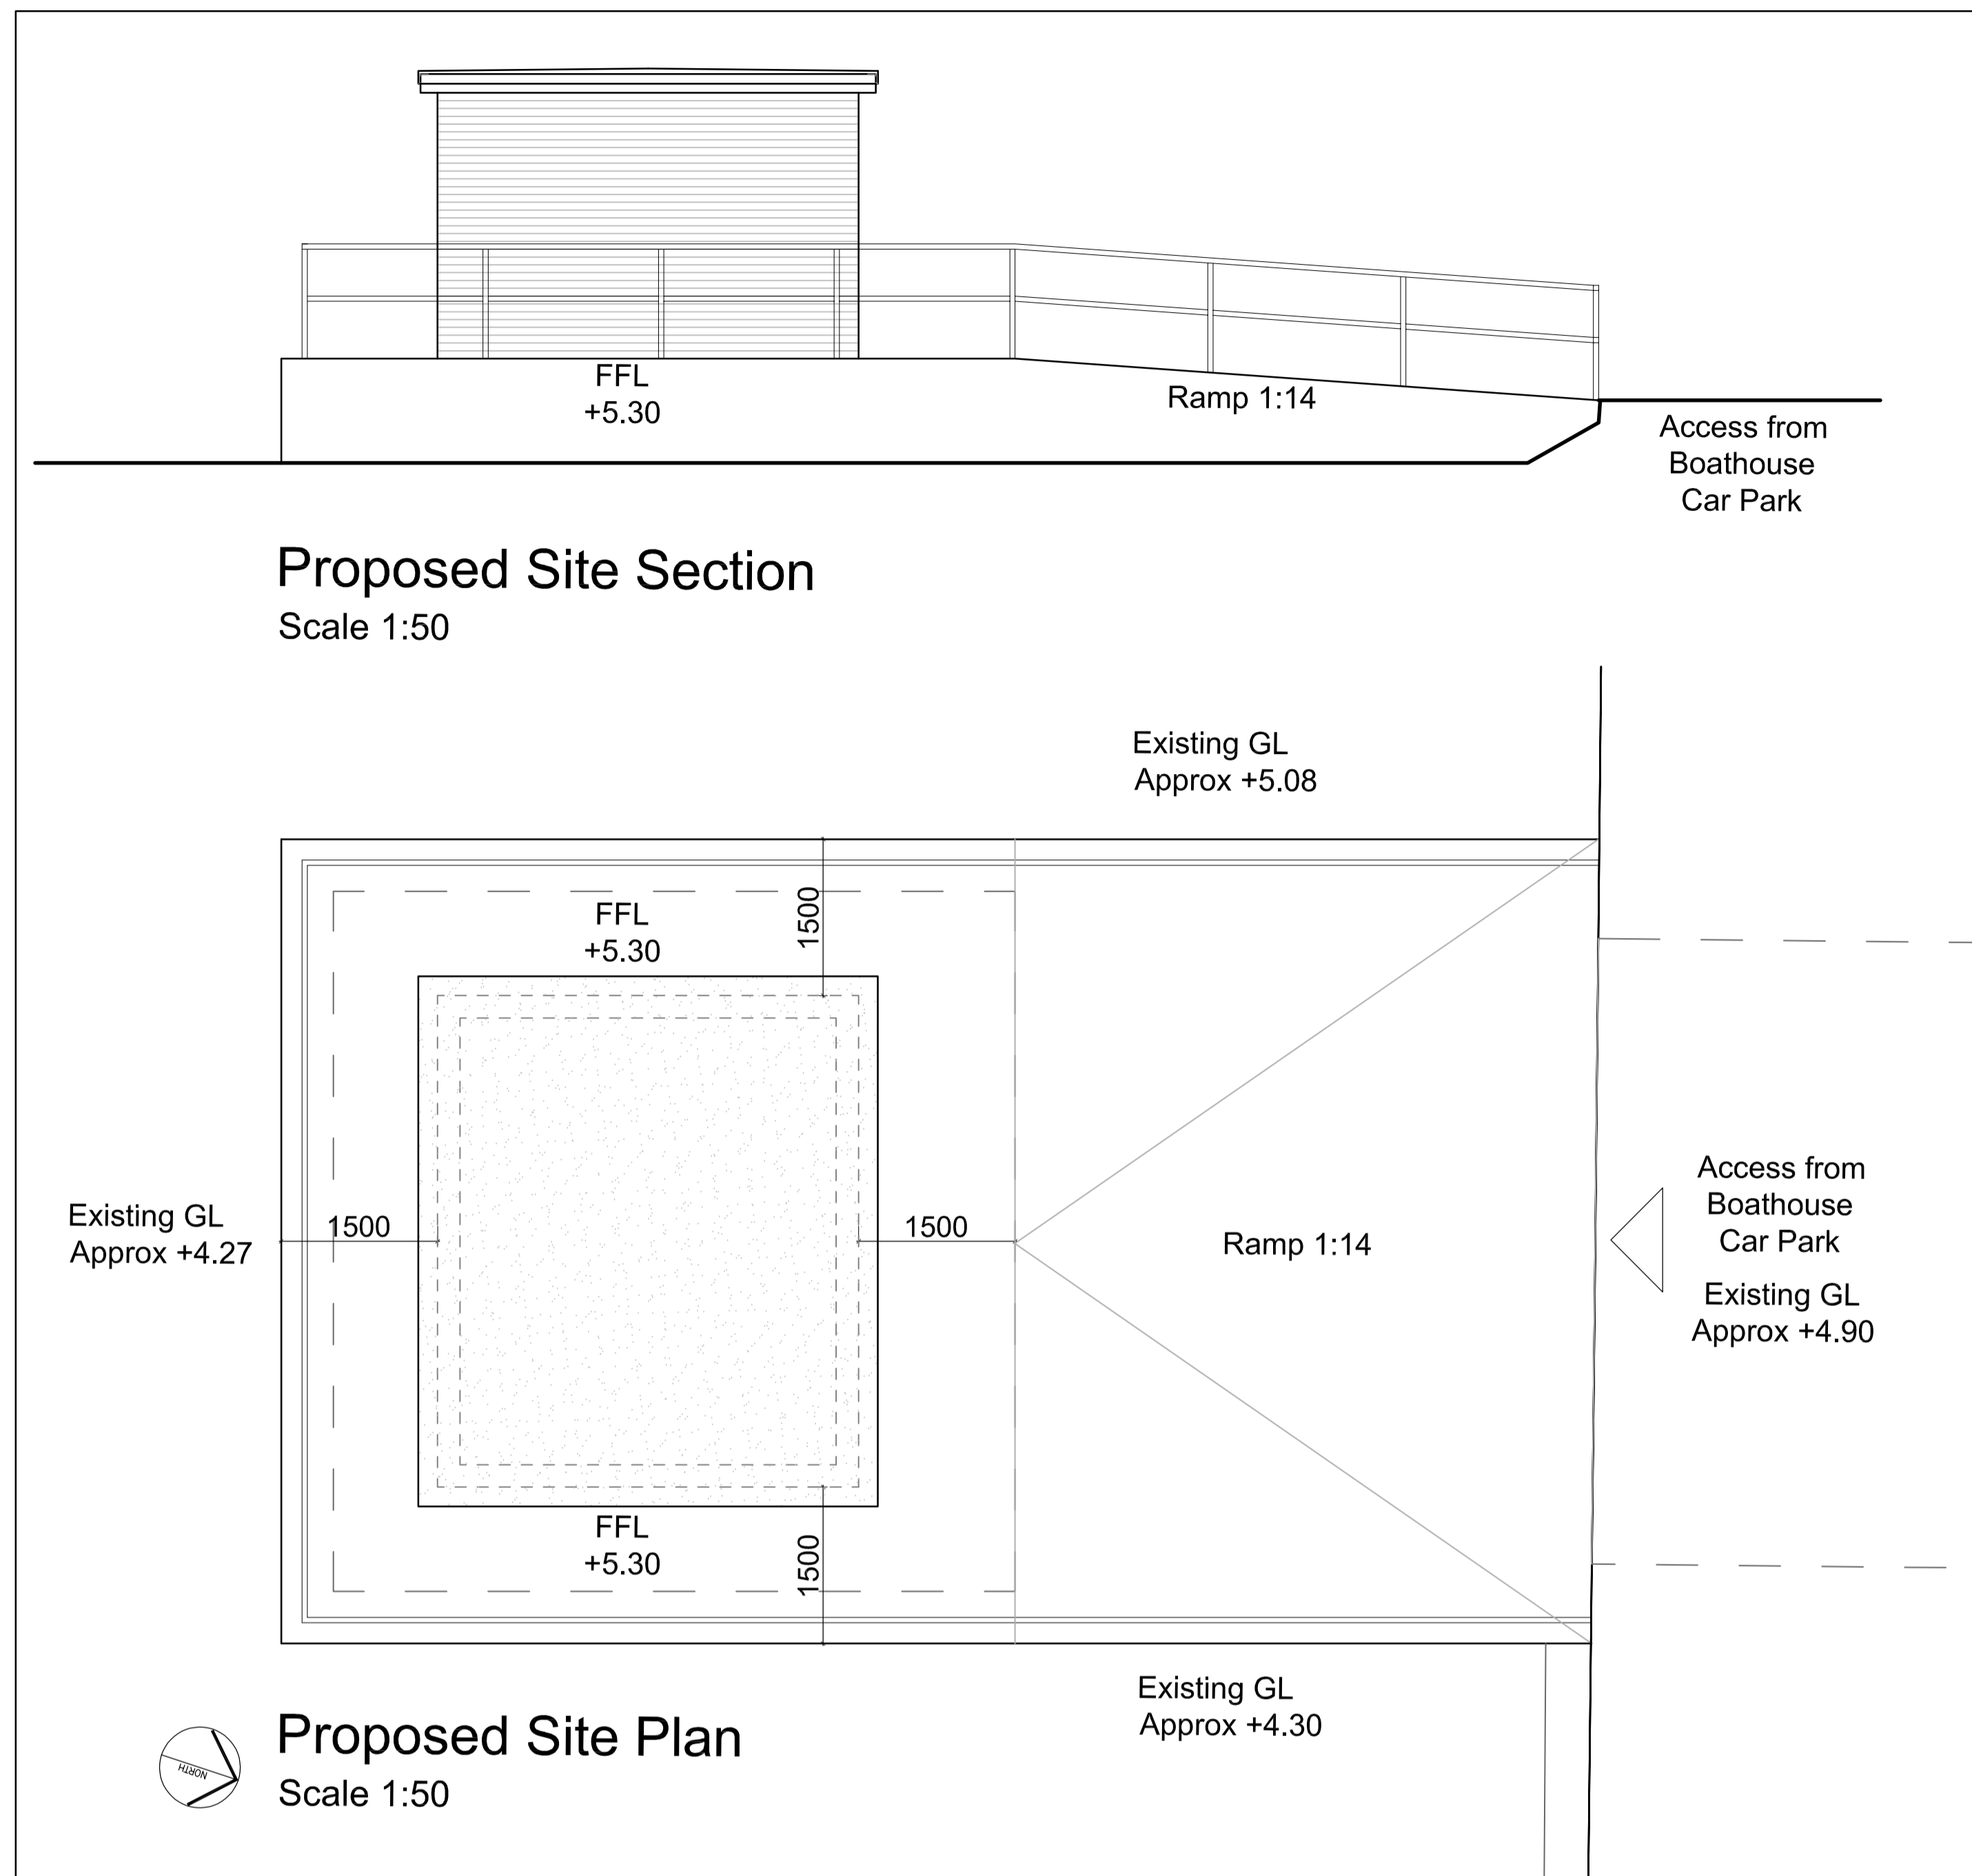 FFL
+5.30
Ramp 1:14
Access from
Boathouse
Car Park
Proposed Site Section
Scale 1:50
Existing GL
Approx +5.08
FFL
+5.30
1500
Existing GL
Approx +4.27
1500
1500
Ramp 1:14
Access from
Boathouse
Car Park
Existing GL
Approx +4.90
FFL
+5.30
1500
Existing GL
Approx +4.30
NORTH
Proposed Site Plan
Scale 1:50